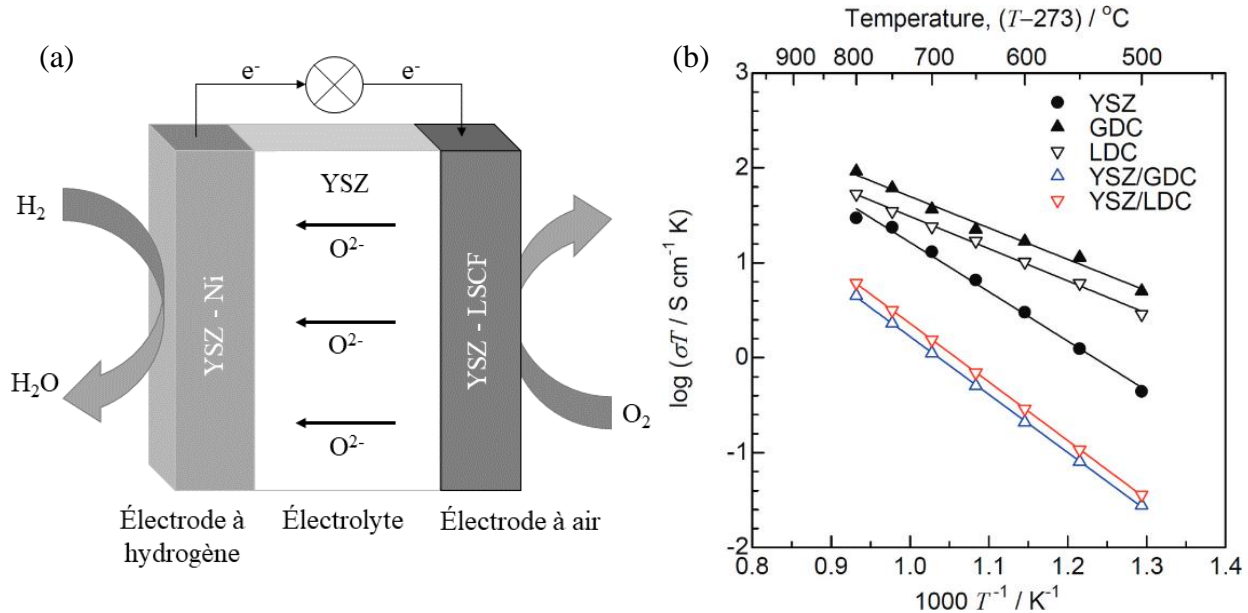 (a)
e-
e-
H2
H2O
YSZ - Ni
YSZ
O2-
O2-
O2-
YSZ - LSCF
O2
Électrode à
hydrogène
Électrolyte
Électrode à air
(b)
Temperature, (T–273) / °C
900 800 700 600 500
YSZ
GDC
LDC
YSZ/GDC
YSZ/LDC
log (σT / S cm-1 K)
3
2
1
0
-1
-2
0.8 0.9 1.0 1.1 1.2 1.3 1.4
1000 T-1 / K-1